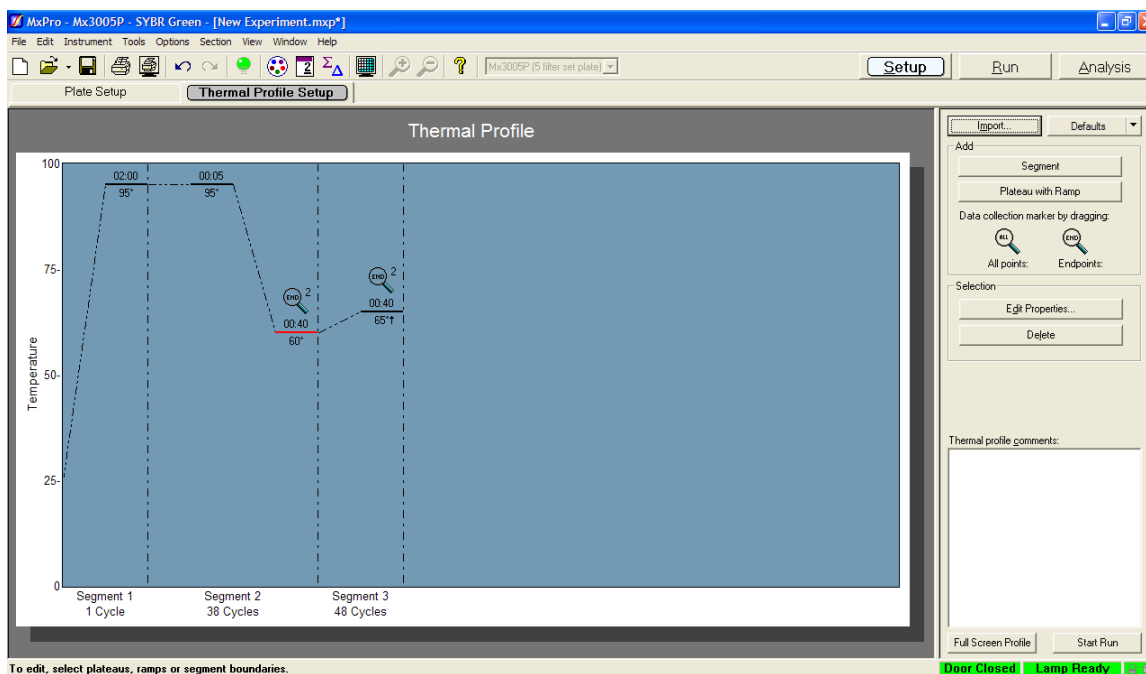 MxPro - Mx3005P - SYBR Green - [New Experiment.mxp*]
File Edit Instrument Tools Options Section View Window Help
Mx3005P (5 filter set plate)
Setup Run Analysis
Plate Setup Thermal Profile Setup
Thermal Profile
Import... Defaults
Add
Segment
Plateau with Ramp
Data collection marker by dragging:
ALL END
All points: Endpoints:
Selection
Edit Properties...
Delete
Thermal profile comments:
Full Screen Profile Start Run
Temperature
100
75-
50-
25-
0
02:00
95°
00:05
95°
END 2
00:40
60°
END 2
00:40
65°↑
Segment 1 Segment 2 Segment 3
1 Cycle 38 Cycles 48 Cycles
To edit, select plateaus, ramps or segment boundaries.
Door Closed Lamp Ready